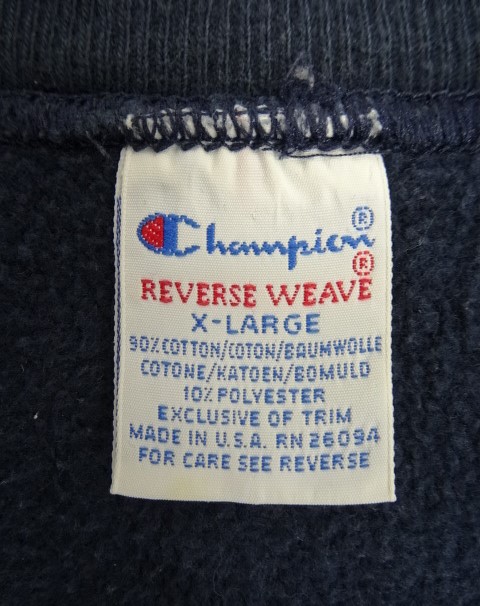 Champion®
REVERSE WEAVE®
X-LARGE
90% COTTON/COTON/BAUMWOLLE
COTONE/KATOEN/BOMULD
10% POLYESTER
EXCLUSIVE OF TRIM
MADE IN U.S.A. RN 26094
FOR CARE SEE REVERSE